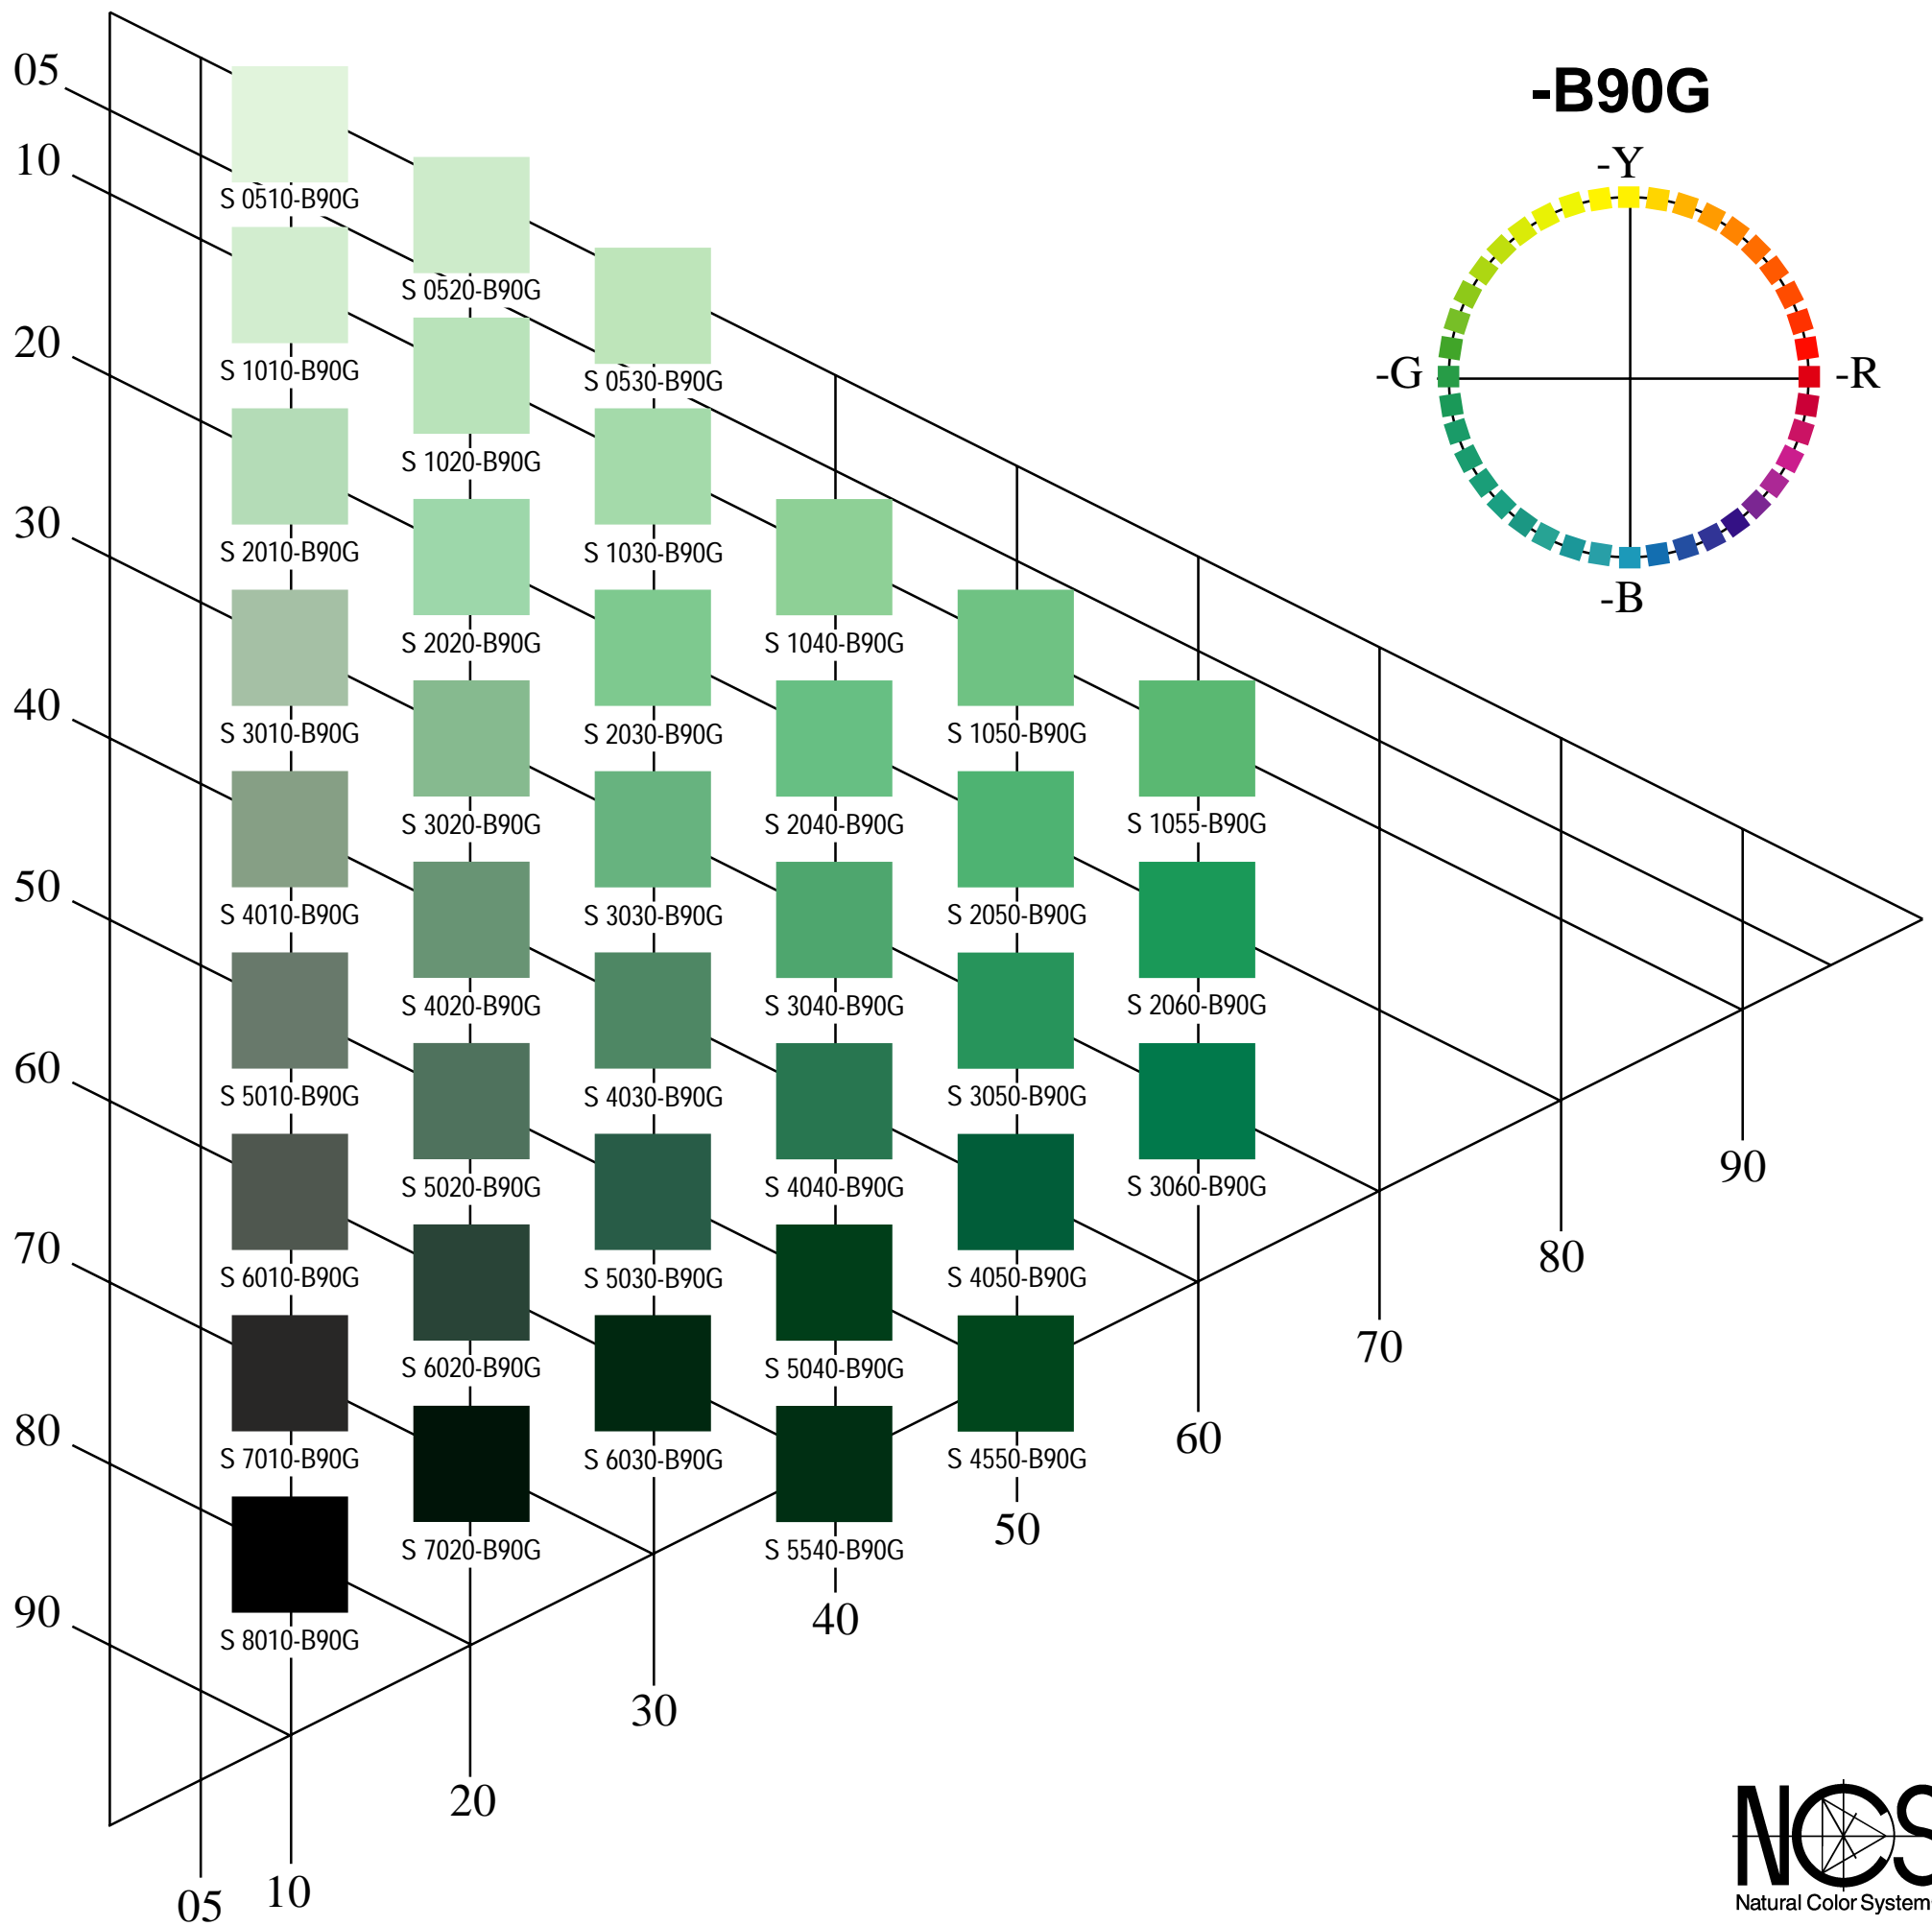 -B90G
-Y
-G
-R
-B
05
10
20
30
40
50
60
70
80
90
S 0510-B90G
S 0520-B90G
S 1010-B90G
S 0530-B90G
S 1020-B90G
S 2010-B90G
S 1030-B90G
S 2020-B90G
S 1040-B90G
S 3010-B90G
S 2030-B90G
S 1050-B90G
S 3020-B90G
S 2040-B90G
S 1055-B90G
S 4010-B90G
S 3030-B90G
S 2050-B90G
S 4020-B90G
S 3040-B90G
S 2060-B90G
S 5010-B90G
S 4030-B90G
S 3050-B90G
S 5020-B90G
S 4040-B90G
S 3060-B90G
S 6010-B90G
S 5030-B90G
S 4050-B90G
S 6020-B90G
S 5040-B90G
S 7010-B90G
S 6030-B90G
S 4550-B90G
S 7020-B90G
S 5540-B90G
S 8010-B90G
90
80
70
60
50
40
30
20
10
05
NCS
Natural Color System